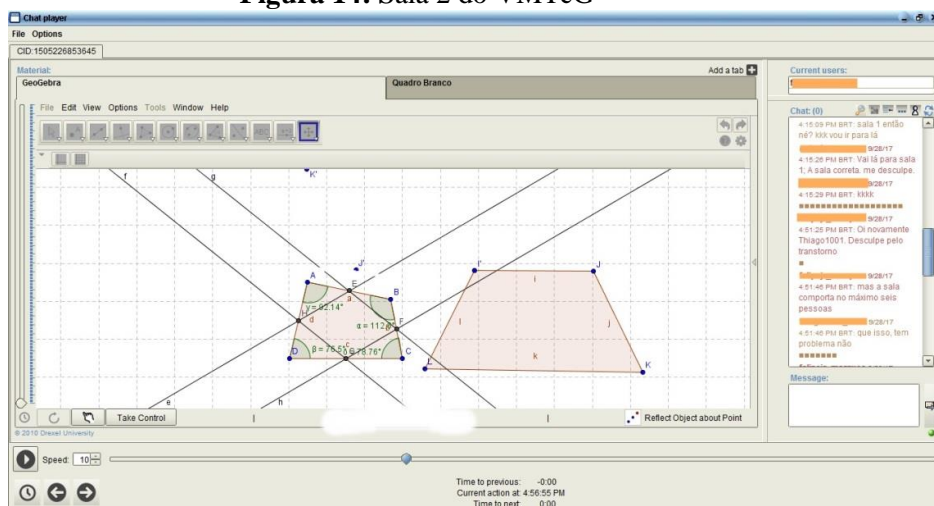 Figura 14. Sala 2 do VMTcG
Chat player
File Options
CID:1505226853645
Material:
Add a tab
GeoGebra
Quadro Branco
File Edit View Options Tools Window Help
ABC
f
g
K'
J'
A
E
a
B
γ = 92.14°
H
d
α = 112.
F
D
β = 76.5
c
78.76°
C
e
h
I'
J
i
l
j
k
L
K
Take Control
Reflect Object about Point
© 2010 Drexel University
Current users:
Chat: (0)
4:15:09 PM BRT: sala 1 então
né? kkk vou ir para lá
9/28/17
4:15:26 PM BRT: Vai lá para sala
1; A sala correta. me desculpe.
9/28/17
4:15:29 PM BRT: kkkk
9/28/17
4:51:25 PM BRT: Oi novamente
Thiago1001. Desculpe pelo
transtorno
9/28/17
4:51:46 PM BRT: mas a sala
comporta no máximo seis
pessoas
9/28/17
4:51:46 PM BRT: que isso, tem
problema não
Message:
Speed: 10
Time to previous: -0:00
Current action at: 4:56:55 PM
Time to next: 0:00